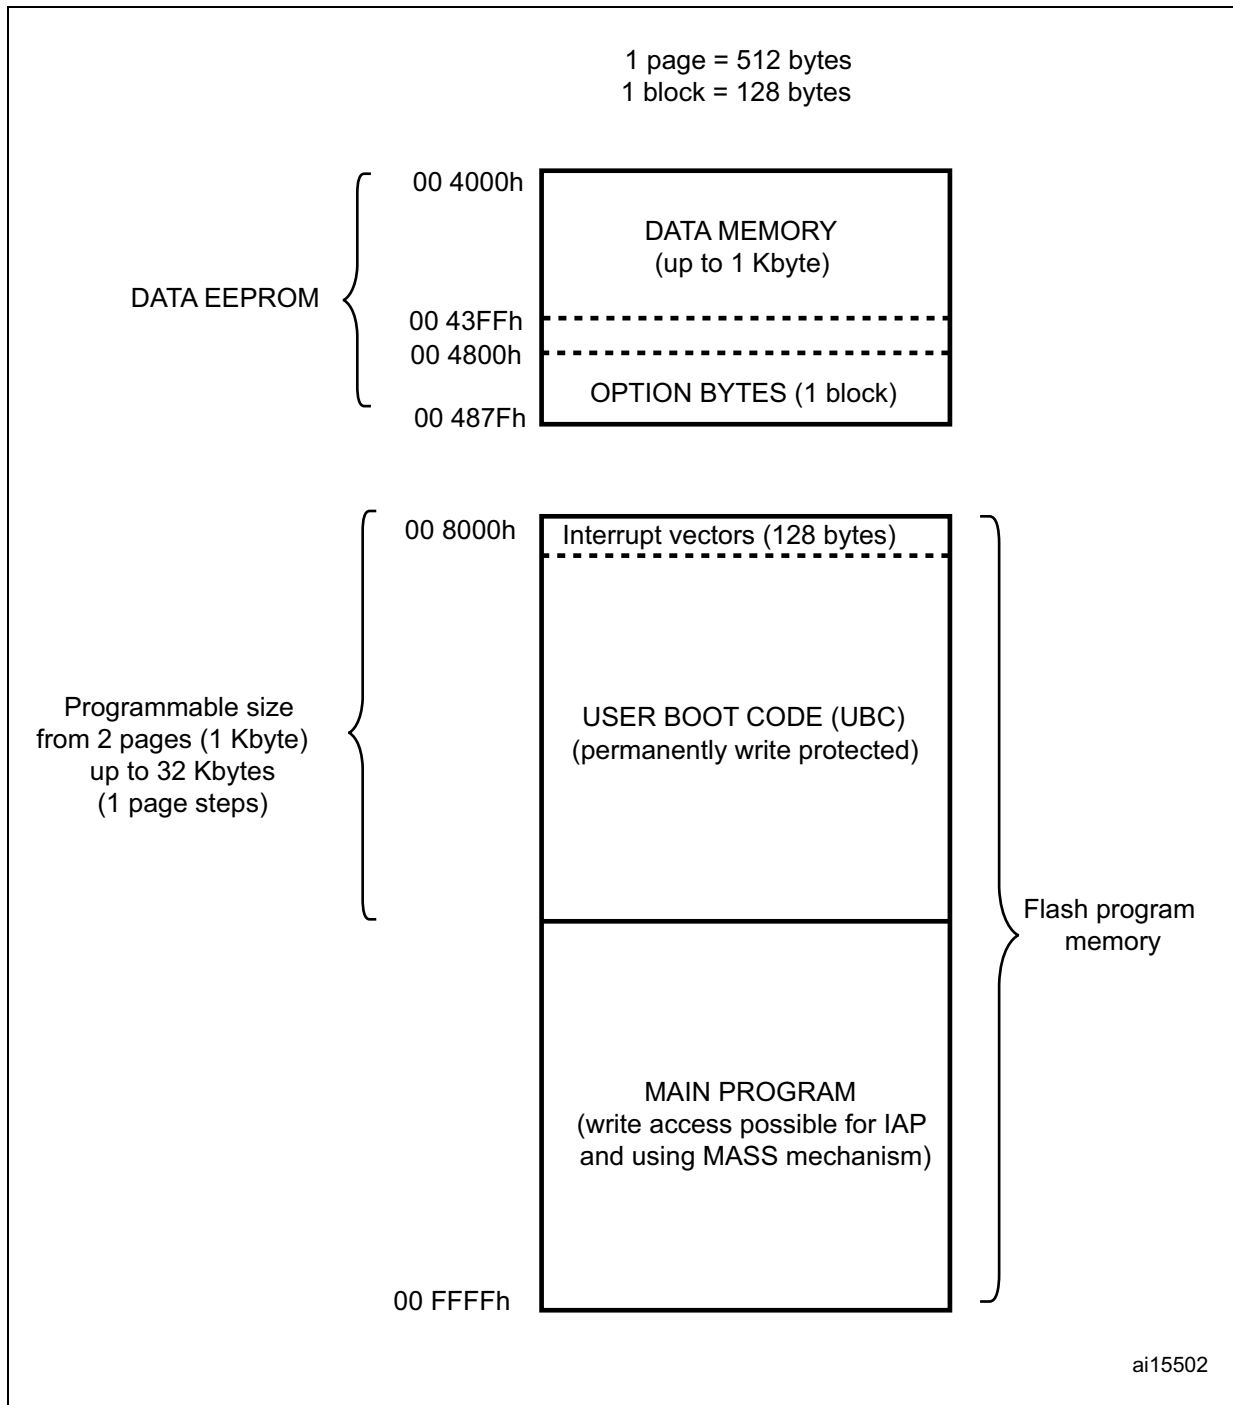 1 page = 512 bytes
1 block = 128 bytes
00 4000h
DATA MEMORY
(up to 1 Kbyte)
DATA EEPROM
00 43FFh
00 4800h
OPTION BYTES (1 block)
00 487Fh
00 8000h
Interrupt vectors (128 bytes)
Programmable size
from 2 pages (1 Kbyte)
up to 32 Kbytes
(1 page steps)
USER BOOT CODE (UBC)
(permanently write protected)
Flash program
memory
MAIN PROGRAM
(write access possible for IAP
and using MASS mechanism)
00 FFFFh
ai15502